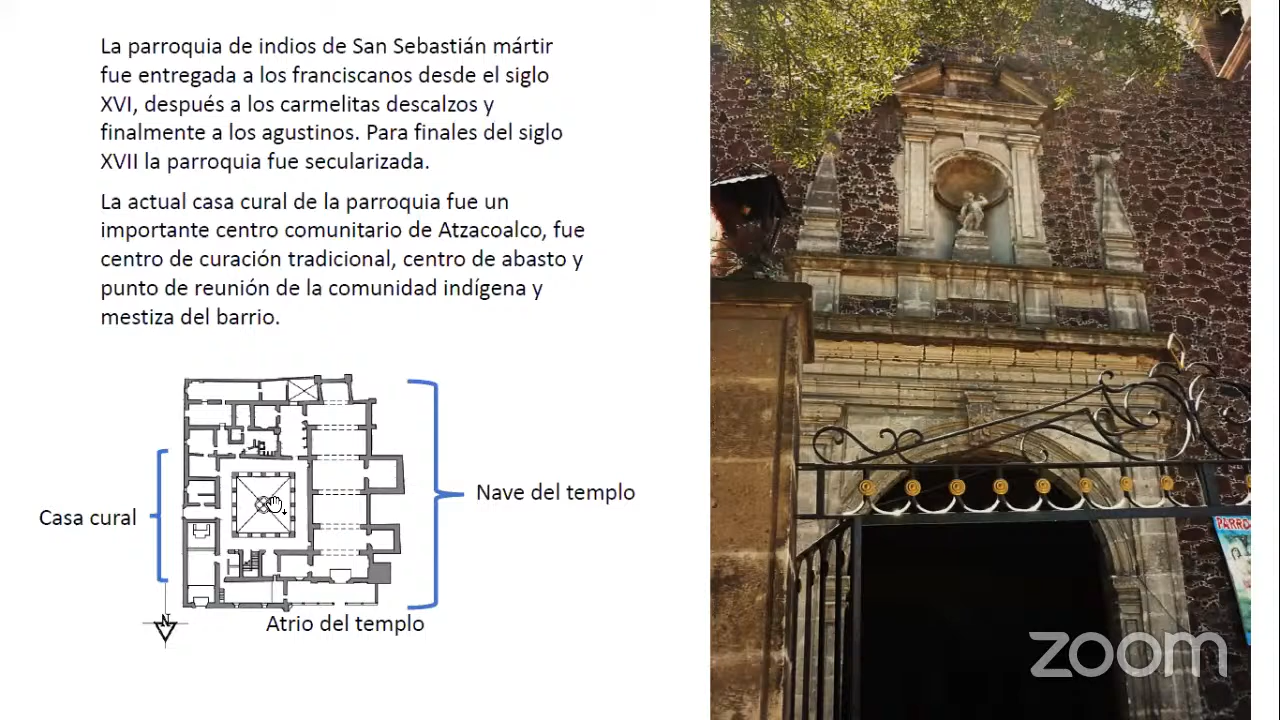 La parroquia de indios de San Sebastián mártir
fue entregada a los franciscanos desde el siglo
XVI, después a los carmelitas descalzos y
finalmente a los agustinos. Para finales del siglo
XVII la parroquia fue secularizada.
La actual casa cural de la parroquia fue un
importante centro comunitario de Atzacoalco, fue
centro de curación tradicional, centro de abasto y
punto de reunión de la comunidad indígena y
mestiza del barrio.
Casa cural
Nave del templo
N
Atrio del templo
PARRO
zoom